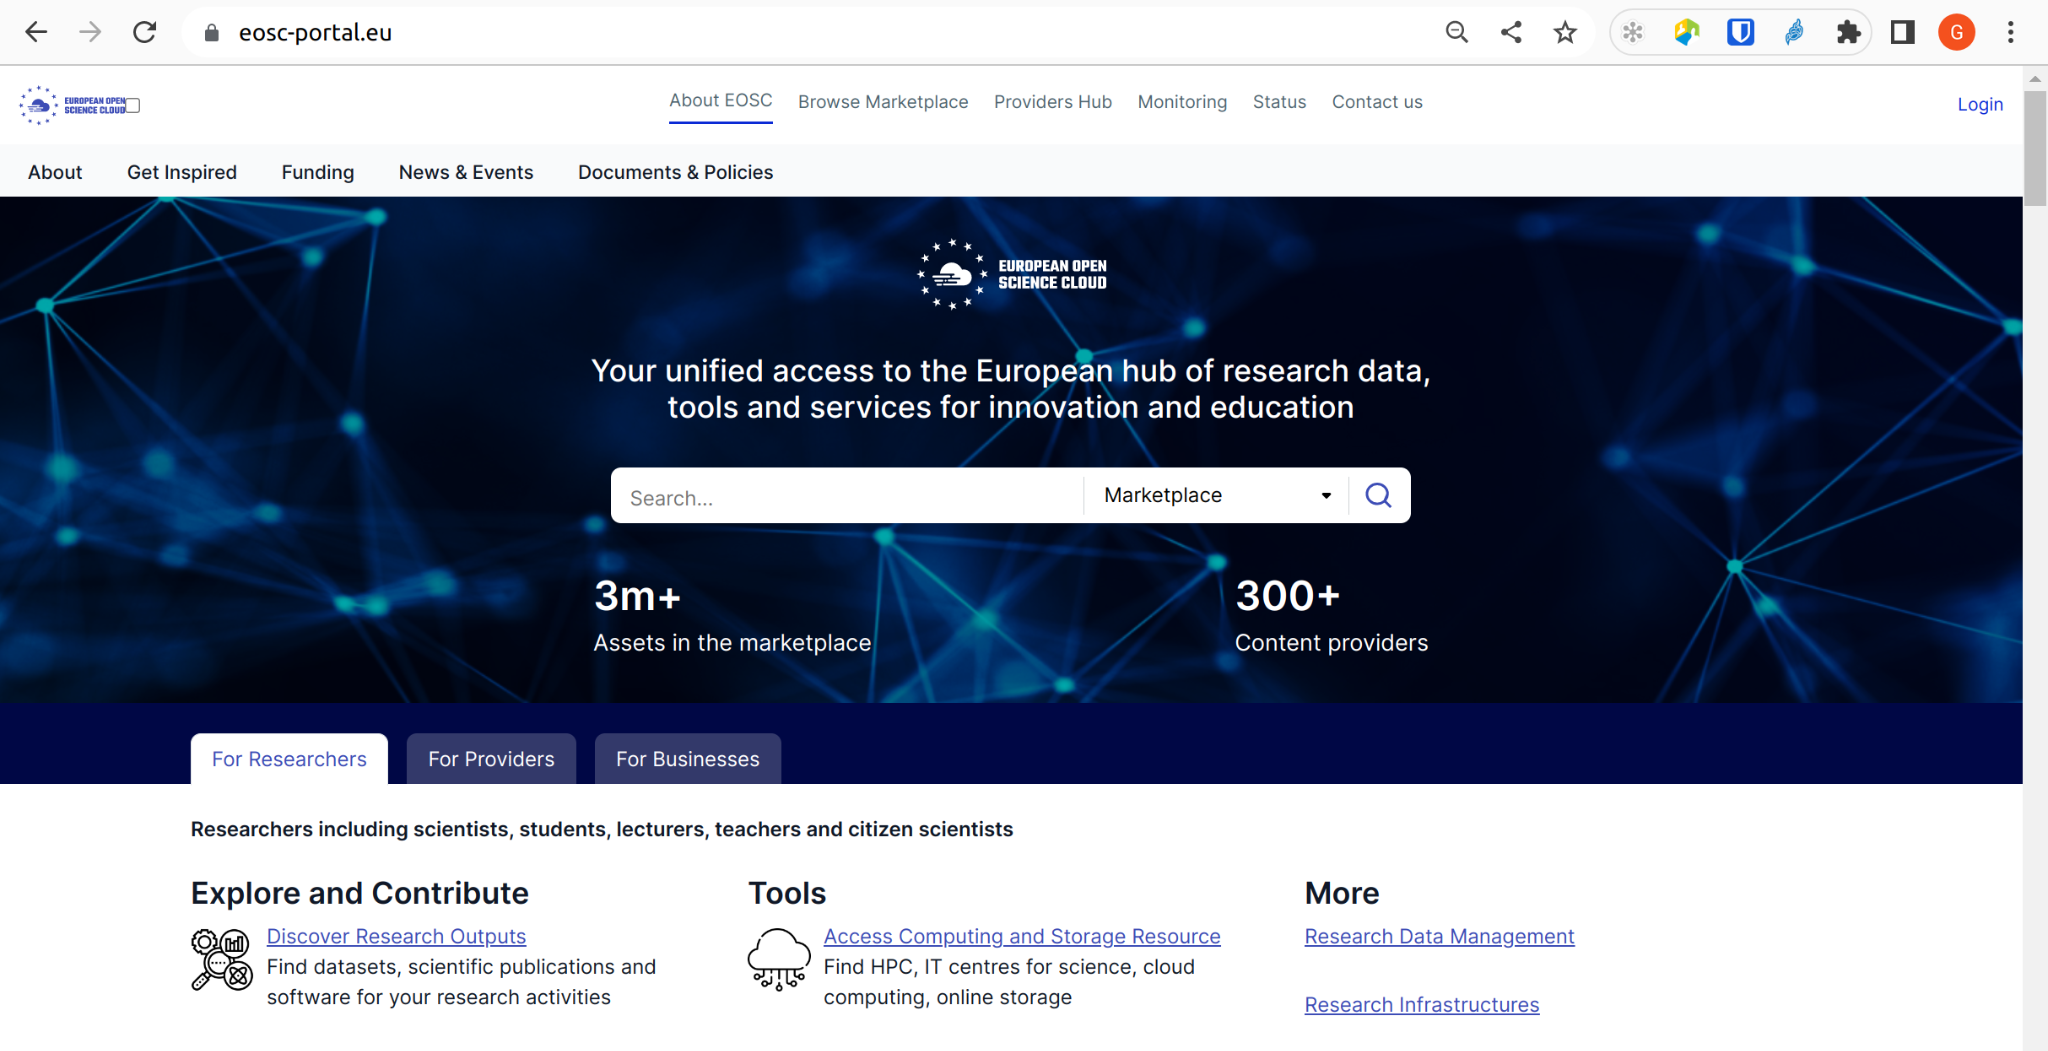 eosc-portal.eu
G
EUROPEAN OPEN
SCIENCE CLOUD
About EOSC Browse Marketplace Providers Hub Monitoring Status Contact us
Login
About Get Inspired Funding News & Events Documents & Policies
EUROPEAN OPEN
SCIENCE CLOUD
Your unified access to the European hub of research data,
tools and services for innovation and education
Search... Marketplace
3m+
Assets in the marketplace
300+
Content providers
For Researchers For Providers For Businesses
Researchers including scientists, students, lecturers, teachers and citizen scientists
Explore and Contribute
Discover Research Outputs
Find datasets, scientific publications and
software for your research activities
Tools
Access Computing and Storage Resource
Find HPC, IT centres for science, cloud
computing, online storage
More
Research Data Management
Research Infrastructures